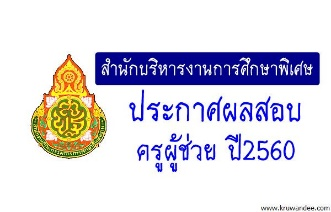 สำนักบริหารงานการศึกษาพิเศษ
ประกาศผลสอบ
ครูผู้ช่วย ปี2560
www.kruwandee.com